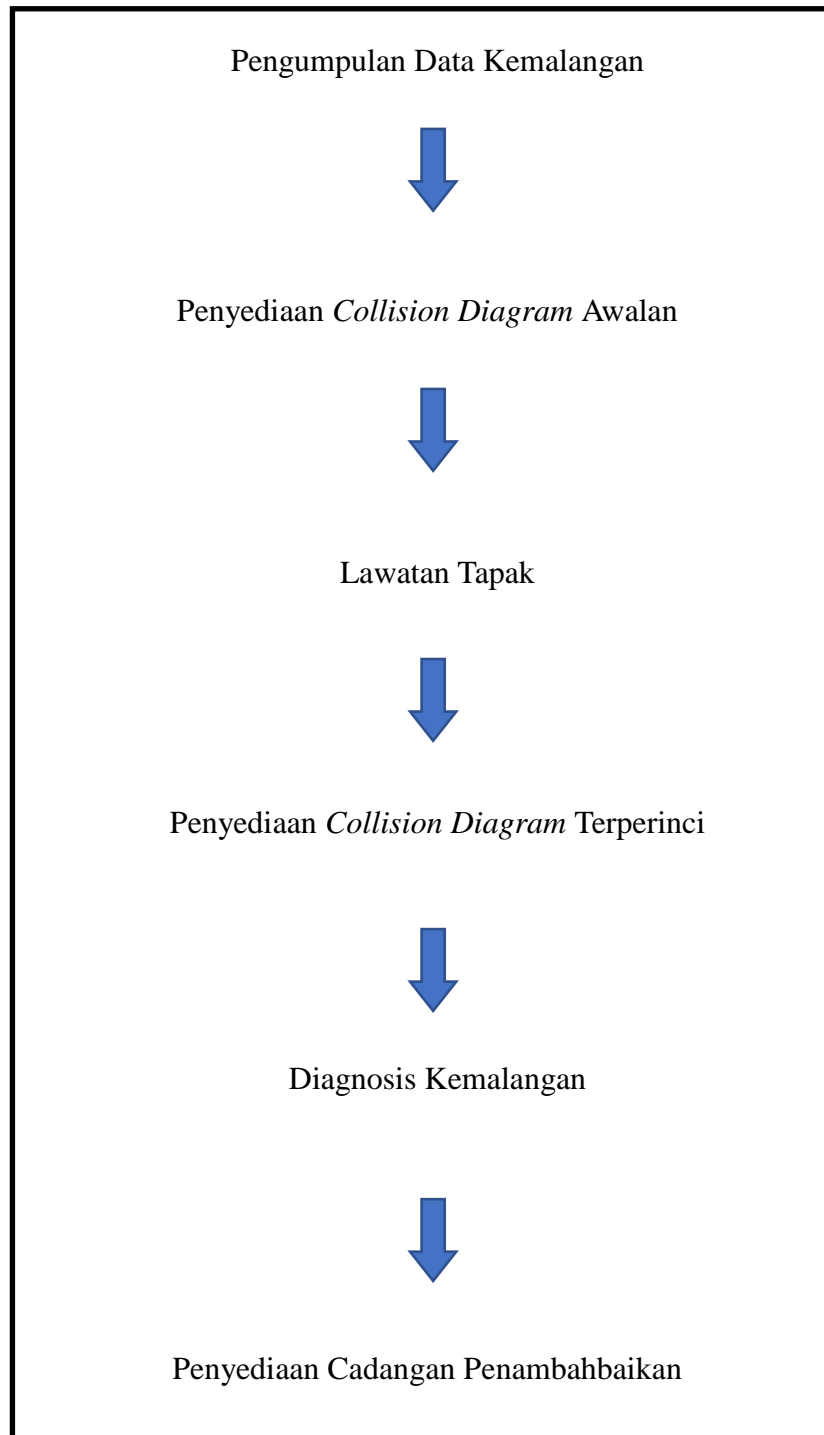 Pengumpulan Data Kemalangan
Penyediaan Collision Diagram Awalan
Lawatan Tapak
Penyediaan Collision Diagram Terperinci
Diagnosis Kemalangan
Penyediaan Cadangan Penambahbaikan